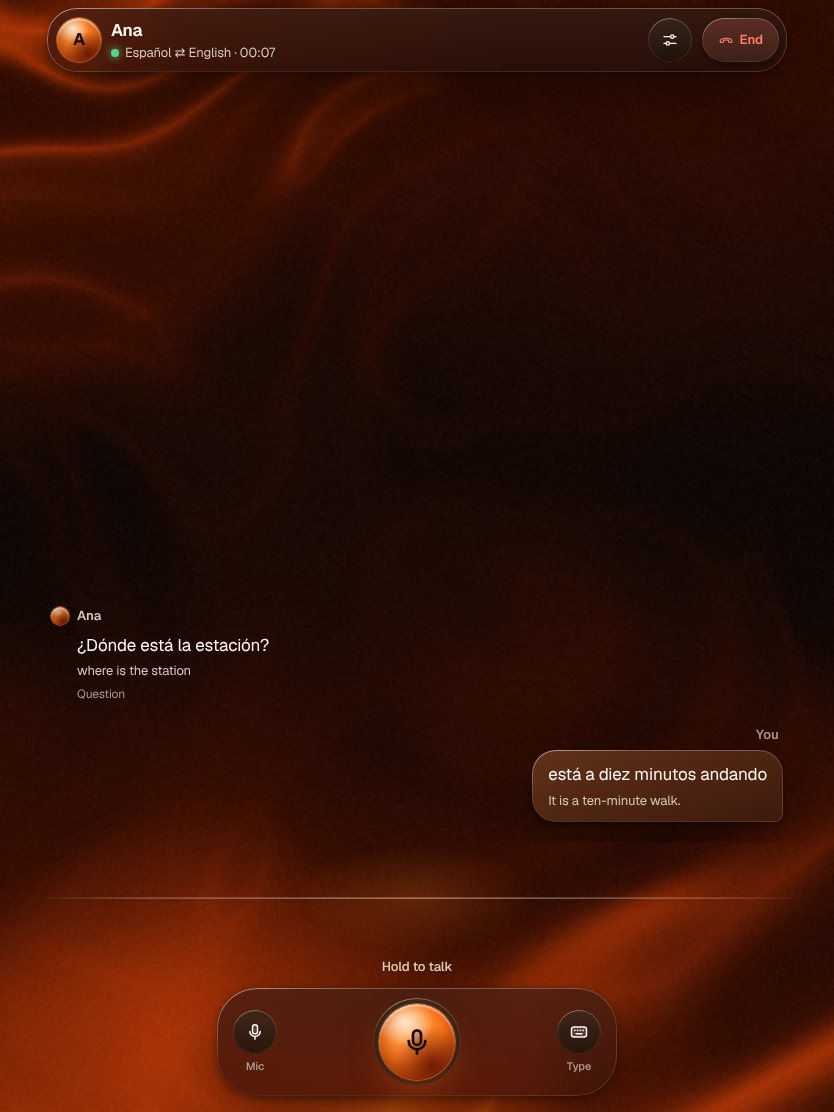 A
Ana
Español ⇄ English · 00:07
End
Ana
¿Dónde está la estación?
where is the station
Question
You
está a diez minutos andando
It is a ten-minute walk.
Hold to talk
Mic
Type